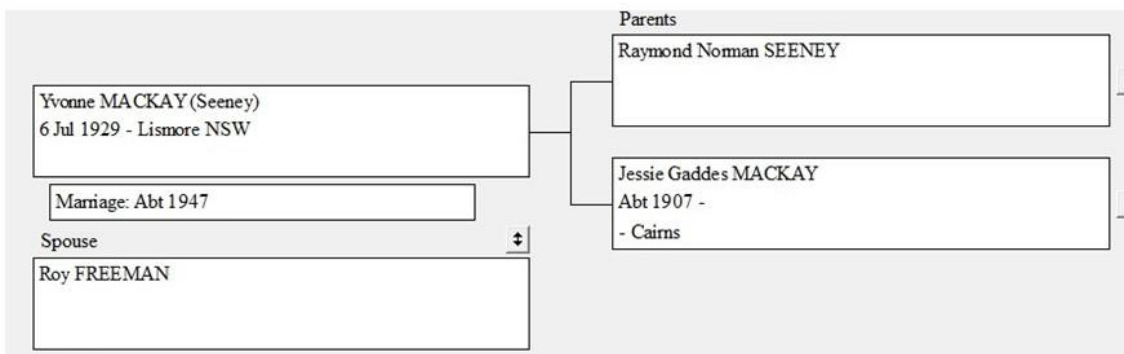 Parents
Raymond Norman SEENEY
Yvonne MACKAY (Seeney)
6 Jul 1929 - Lismore NSW
Jessie Gaddes MACKAY
Abt 1907 -
- Cairns
Marriage: Abt 1947
Spouse
Roy FREEMAN